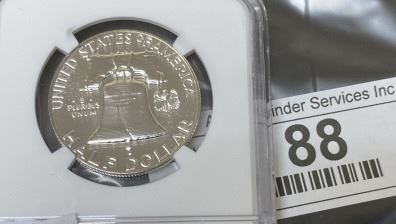 UNITED STATES OF AMERICA
E
PLURIBUS
UNUM
HALF DOLLAR
inder Services Inc
88